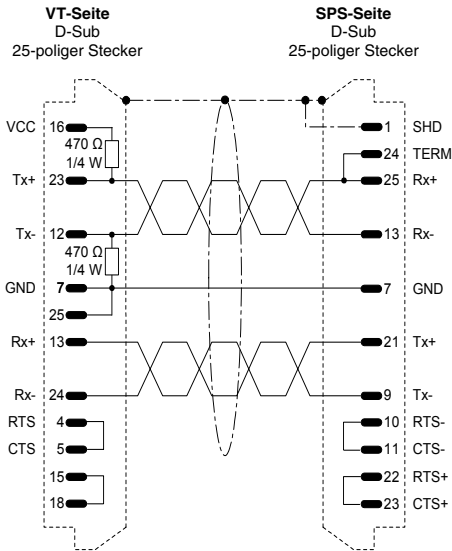 VT-Seite
D-Sub
25-poliger Stecker
SPS-Seite
D-Sub
25-poliger Stecker
VCC 16
470 Ω
1/4 W
Tx+ 23
Tx- 12
470 Ω
1/4 W
GND 7
25
Rx+ 13
Rx- 24
RTS 4
CTS 5
15
18
1 SHD
24 TERM
25 Rx+
13 Rx-
7 GND
21 Tx+
9 Tx-
10 RTS-
11 CTS-
22 RTS+
23 CTS+